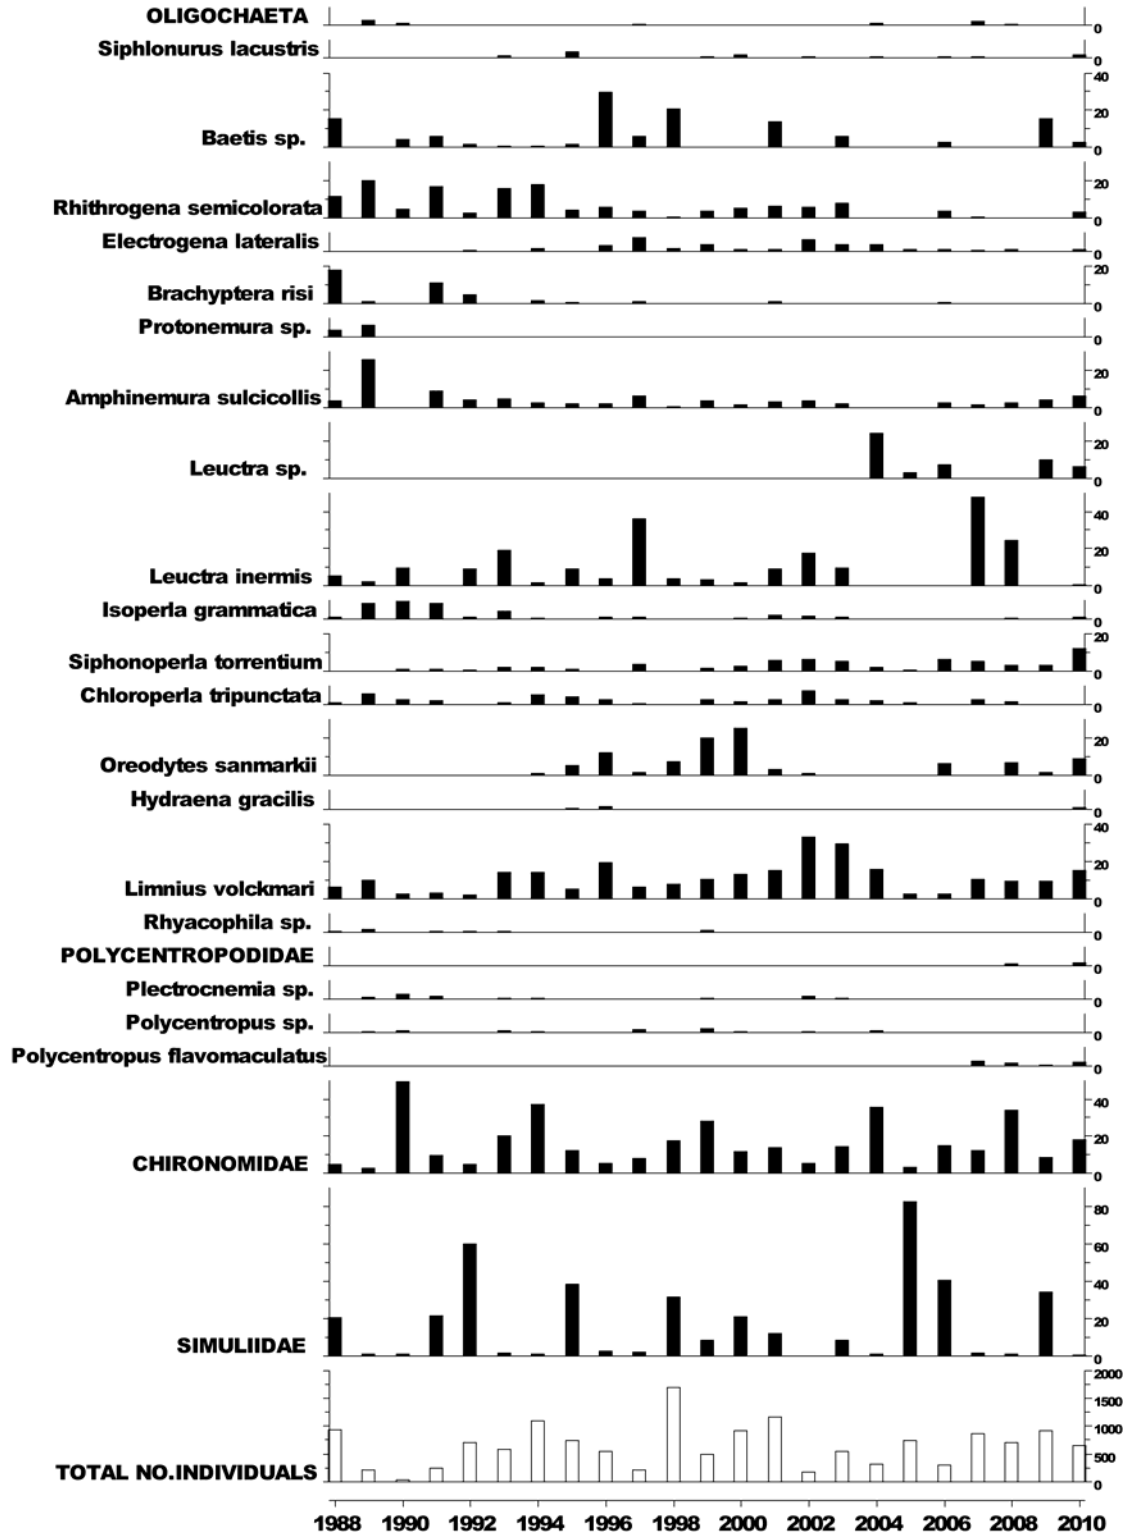 OLIGOCHAETA 0
Siphlonurus lacustris 0
40
20
Baetis sp. 0
20
Rhithrogena semicolorata 0
Electrogena lateralis 0
20
Brachyptera risi 0
Protonemura sp. 0
20
Amphinemura sulcicollis 0
20
Leuctra sp. 0
40
20
Leuctra inermis 0
Isoperla grammatica 0
20
Siphonoperla torrentium 0
Chloroperla tripunctata 0
20
Oreodytes sanmarkii 0
Hydraena gracilis 0
40
20
Limnius volckmari 0
Rhyacophila sp. 0
POLYCENTROPODIDAE 0
Plectrocnemia sp. 0
Polycentropus sp. 0
Polycentropus flavomaculatus 0
40
20
CHIRONOMIDAE 0
80
60
40
20
SIMULIIDAE 0
2000
1500
1000
500
TOTAL NO.INDIVIDUALS 0
1988 1990 1992 1994 1996 1998 2000 2002 2004 2006 2008 2010